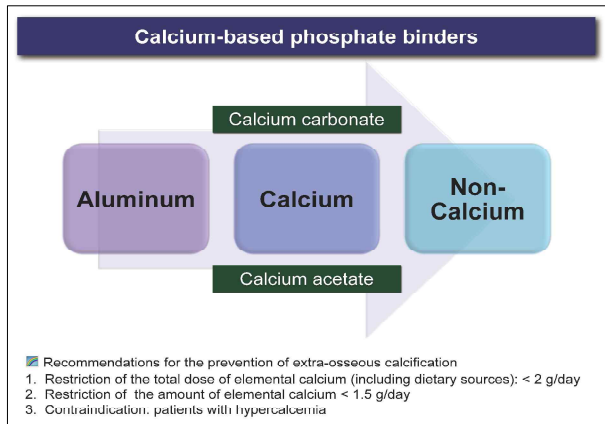 Calcium-based phosphate binders
Calcium carbonate
Aluminum
Calcium
Non-
Calcium
Calcium acetate
Recommendations for the prevention of extra-osseous calcification
1. Restriction of the total dose of elemental calcium (including dietary sources): < 2 g/day
2. Restriction of the amount of elemental calcium < 1.5 g/day
3. Contraindication: patients with hypercalcemia